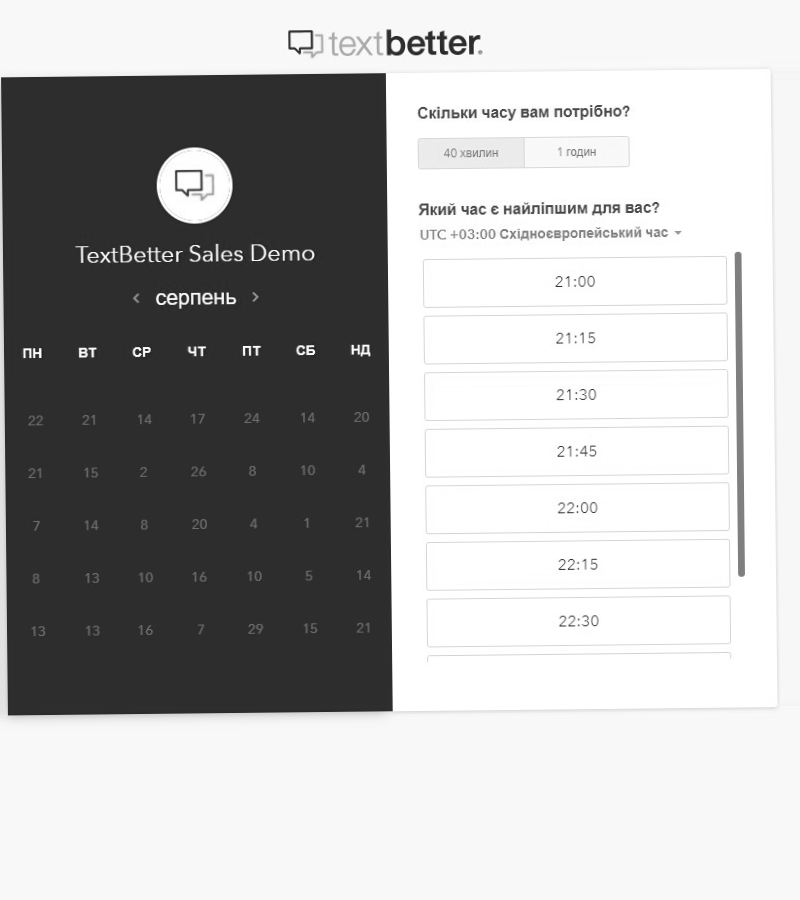 textbetter.
TextBetter Sales Demo
серпень
ПН ВТ СР ЧТ ПТ СБ НД
22 21 14 17 24 14 20
21 15 2 26 8 10 4
7 14 8 20 4 1 21
8 13 10 16 10 5 14
13 13 16 7 29 15 21
Скільки часу вам потрібно?
40 хвилин 1 годин
Який час є найліпшим для вас?
UTC +03:00 Східноєвропейський час
21:00
21:15
21:30
21:45
22:00
22:15
22:30